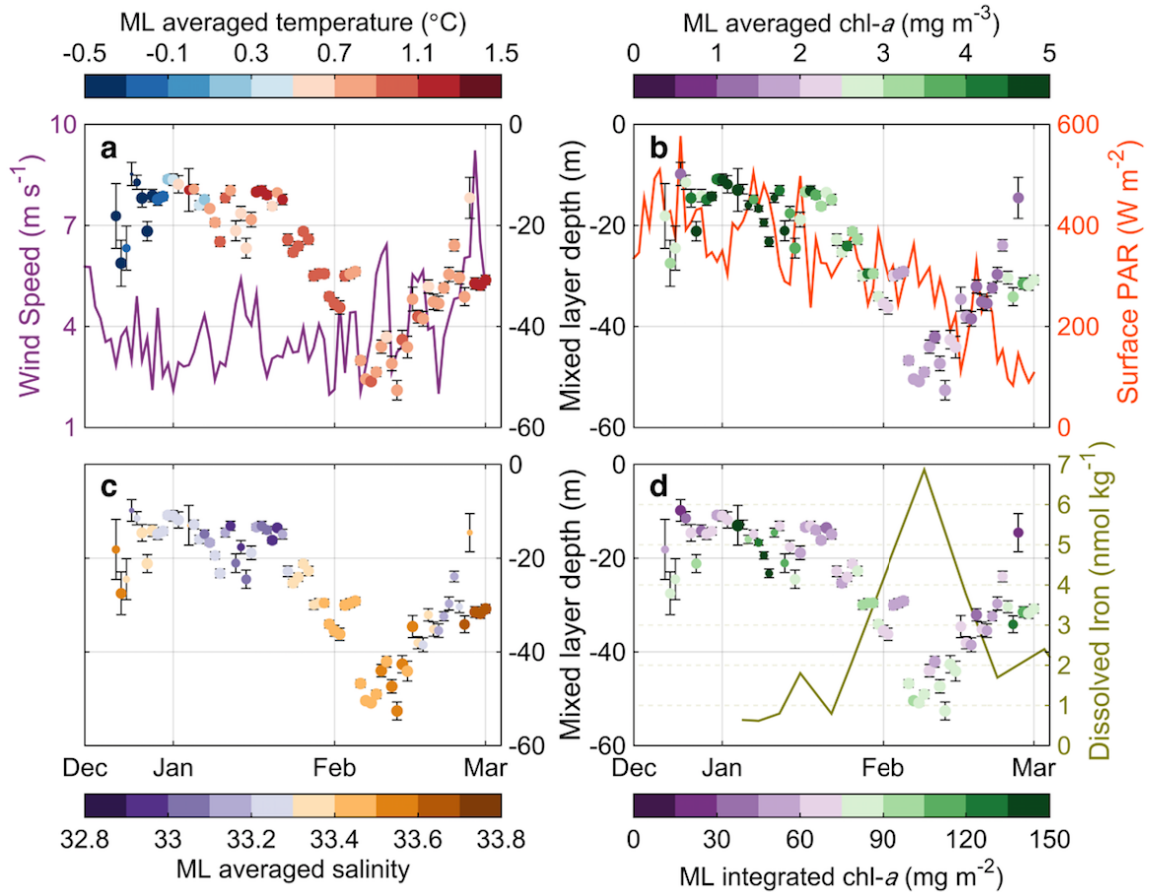 ML averaged temperature (°C)
-0.5 -0.1 0.3 0.7 1.1 1.5
ML averaged chl-a (mg m-3)
0 1 2 3 4 5
a
Wind Speed (m s-1)
10
7
4
1
Mixed layer depth (m)
0
-20
-40
-60
b
0
-20
-40
-60
Surface PAR (W m-2)
600
400
200
0
c
Mixed layer depth (m)
0
-20
-40
-60
Dec Jan Feb Mar
d
0
-20
-40
-60
Dissolved Iron (nmol kg-1)
7
6
5
4
3
2
1
0
Dec Jan Feb Mar
32.8 33 33.2 33.4 33.6 33.8
ML averaged salinity
0 30 60 90 120 150
ML integrated chl-a (mg m-2)